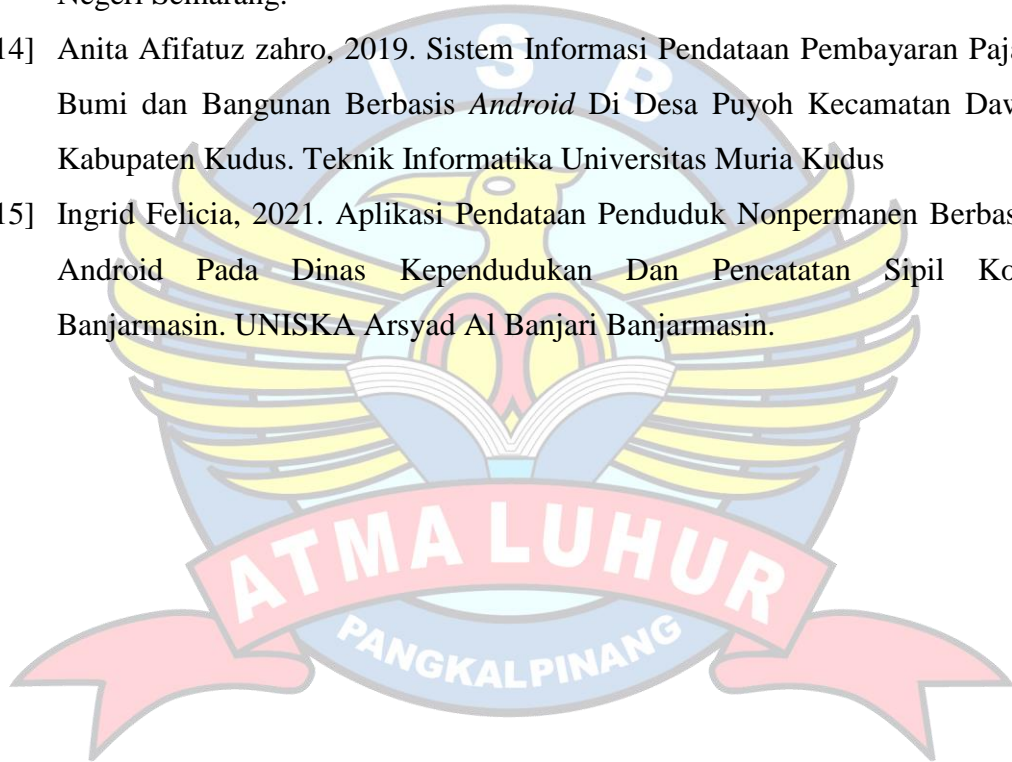 Negeri Semarang.
14] Anita Afifatuz zahro, 2019. Sistem Informasi Pendataan Pembayaran Paja
Bumi dan Bangunan Berbasis Android Di Desa Puyoh Kecamatan Daw
Kabupaten Kudus. Teknik Informatika Universitas Muria Kudus
15] Ingrid Felicia, 2021. Aplikasi Pendataan Penduduk Nonpermanen Berbas
Android Pada Dinas Kependudukan Dan Pencatatan Sipil Ko
Banjarmasin. UNISKA Arsyad Al Banjari Banjarmasin.
I S B
ATMA LUHUR
PANGKALPINANG